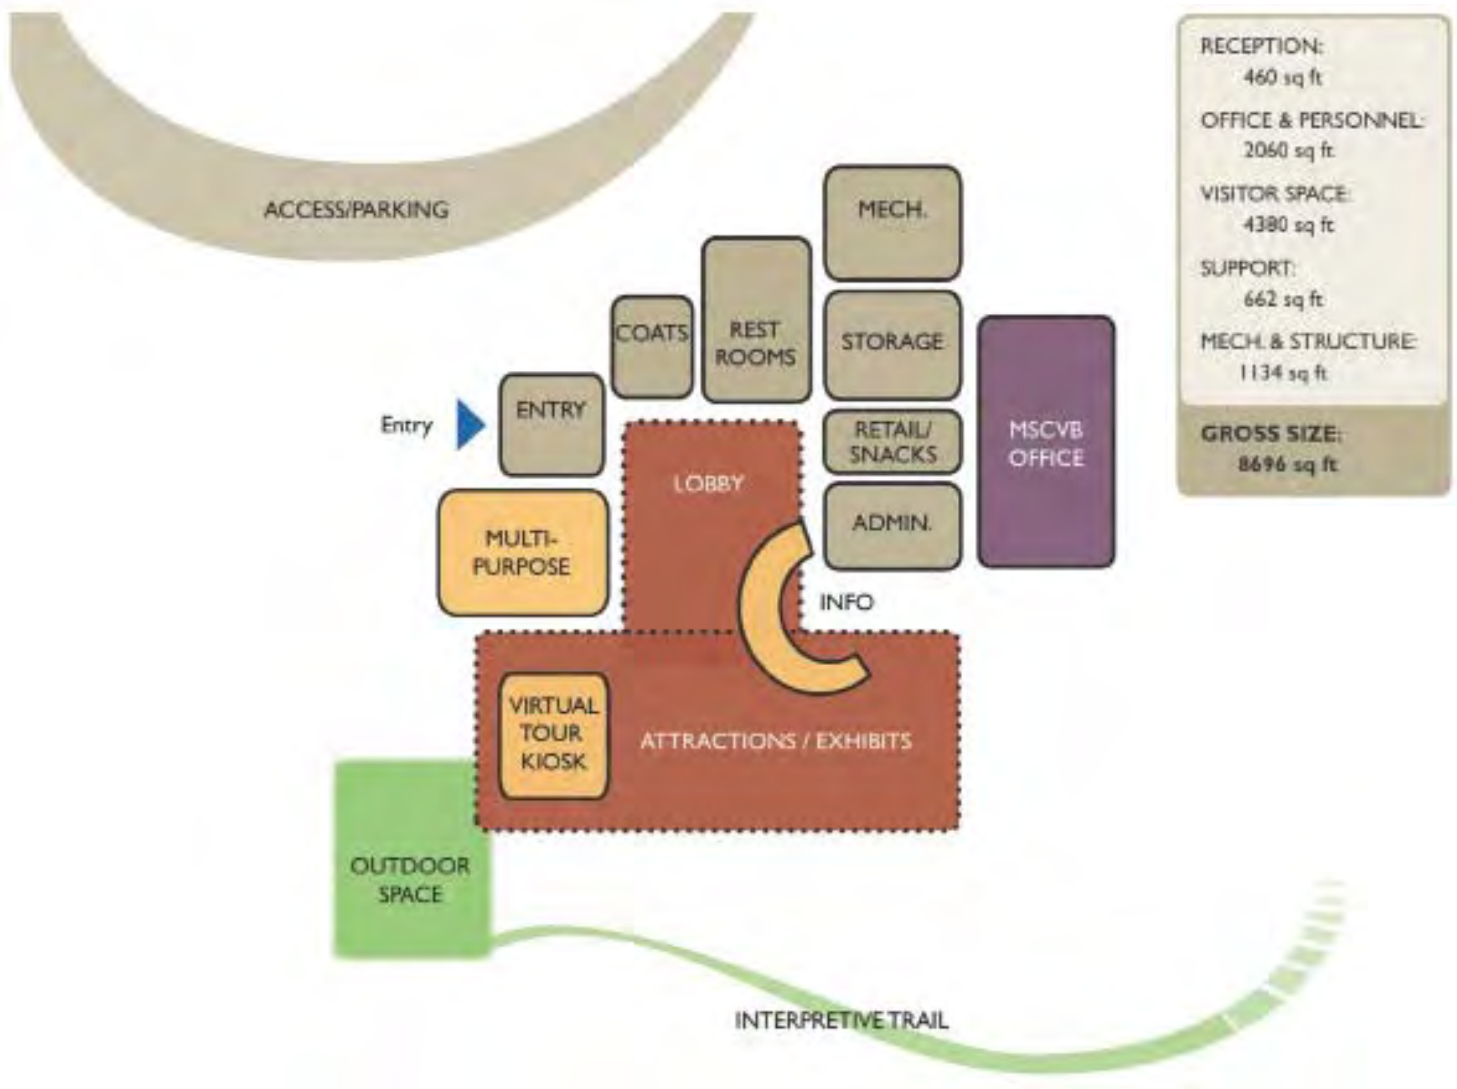 RECEPTION:
460 sq ft
OFFICE & PERSONNEL:
2060 sq ft
VISITOR SPACE:
4380 sq ft
SUPPORT:
662 sq ft
MECH. & STRUCTURE:
1134 sq ft
GROSS SIZE:
8696 sq ft
ACCESS/PARKING
MECH.
COATS
REST
ROOMS
STORAGE
Entry
ENTRY
RETAIL/
SNACKS
MSCVB
OFFICE
LOBBY
ADMIN.
MULTI-
PURPOSE
INFO
VIRTUAL
TOUR
KIOSK
ATTRACTIONS / EXHIBITS
OUTDOOR
SPACE
INTERPRETIVE TRAIL